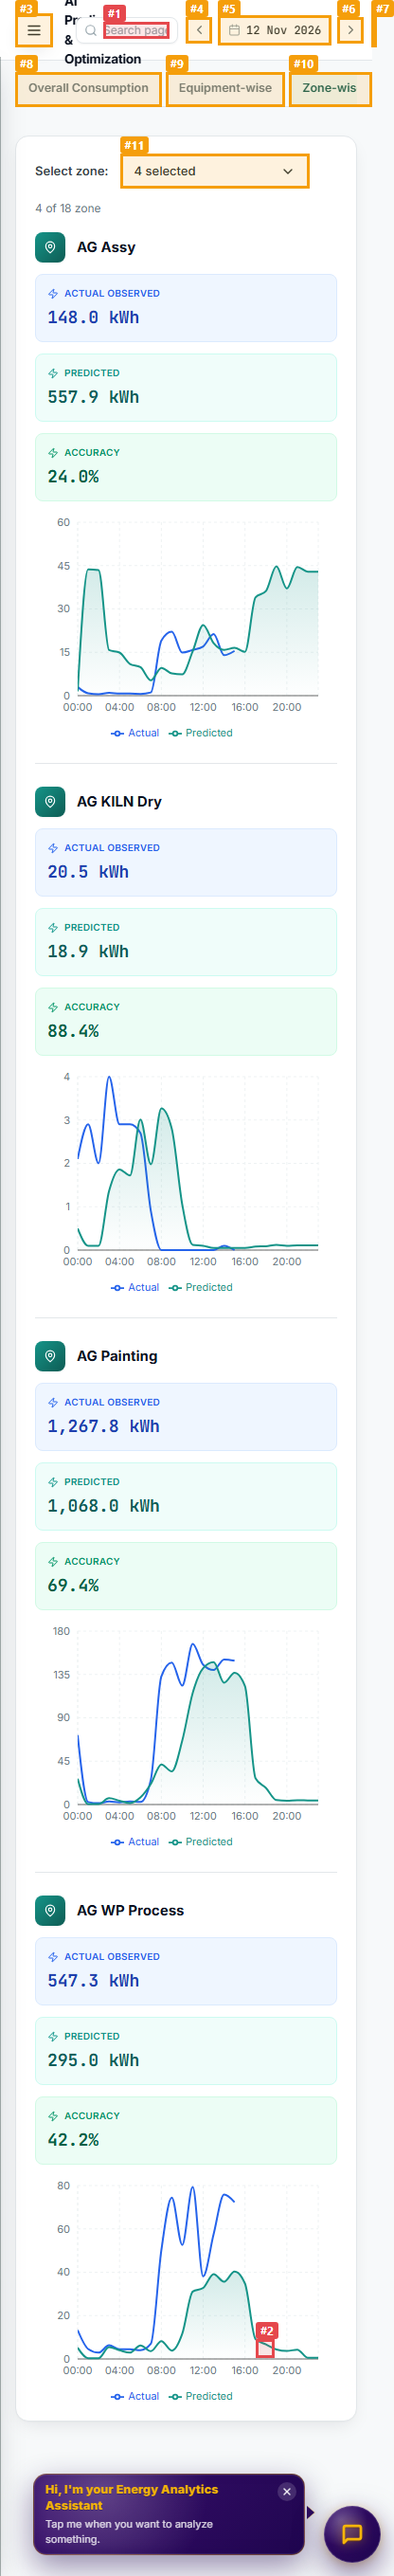 #3
#1
#4
#5
#6
#7
AI
&
Optimization
Search page
12 Nov 2026
#8
#9
#10
Overall Consumption
Equipment-wise
Zone-wis
#11
Select zone:
4 selected
4 of 18 zone
AG Assy
ACTUAL OBSERVED
148.0 kWh
PREDICTED
557.9 kWh
ACCURACY
24.0%
60
45
30
15
0
00:00 04:00 08:00 12:00 16:00 20:00
Actual Predicted
AG KILN Dry
ACTUAL OBSERVED
20.5 kWh
PREDICTED
18.9 kWh
ACCURACY
88.4%
4
3
2
1
0
00:00 04:00 08:00 12:00 16:00 20:00
Actual Predicted
AG Painting
ACTUAL OBSERVED
1,267.8 kWh
PREDICTED
1,068.0 kWh
ACCURACY
69.4%
180
135
90
45
0
00:00 04:00 08:00 12:00 16:00 20:00
Actual Predicted
AG WP Process
ACTUAL OBSERVED
547.3 kWh
PREDICTED
295.0 kWh
ACCURACY
42.2%
80
60
40
20
0
#2
00:00 04:00 08:00 12:00 16:00 20:00
Actual Predicted
Hi, I'm your Energy Analytics
Assistant
Tap me when you want to analyze
something.